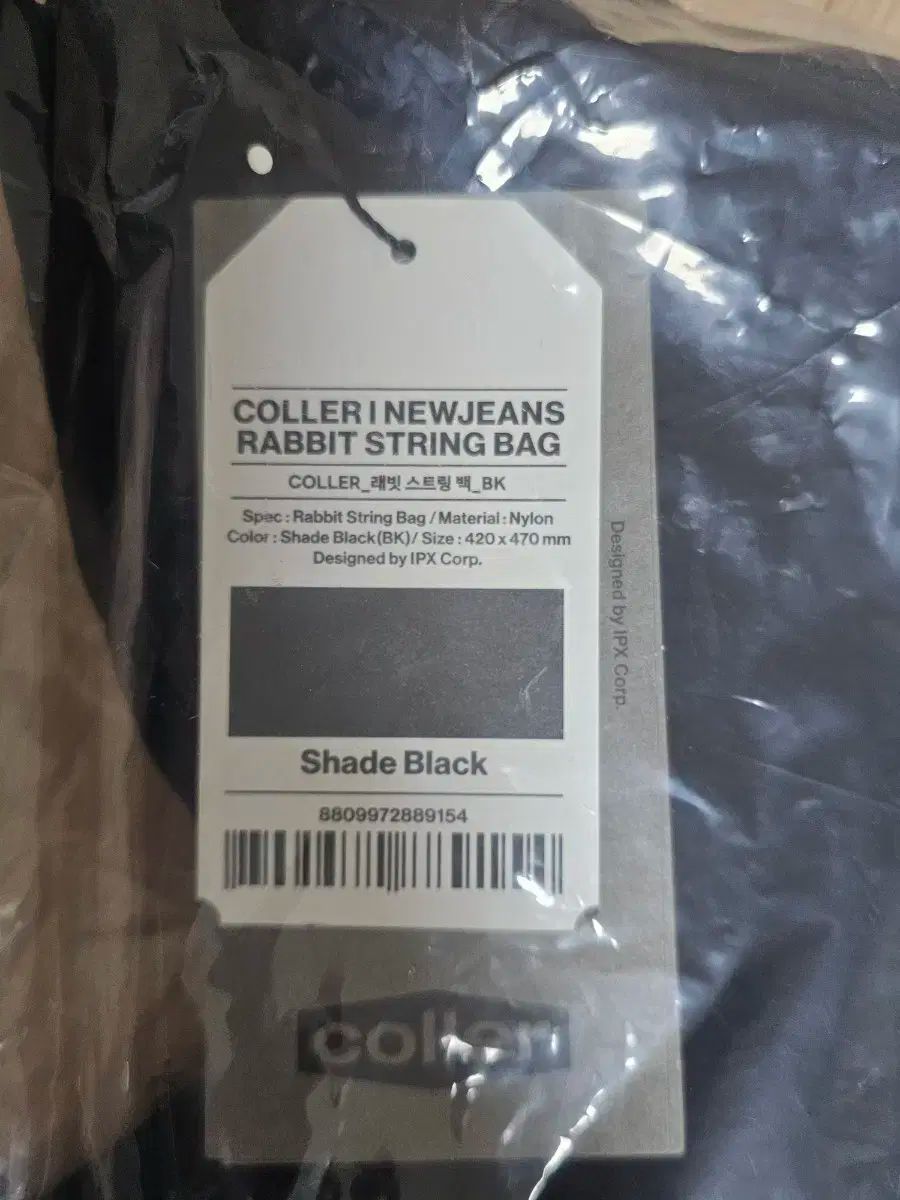 COLLER | NEWJEANS
RABBIT STRING BAG
COLLER_래빗 스트링 백_BK
Spec : Rabbit String Bag / Material : Nylon
Color : Shade Black(BK) / Size : 420 x 470 mm
Designed by IPX Corp.
Shade Black
8809972889154
Designed by IPX Corp.
coller